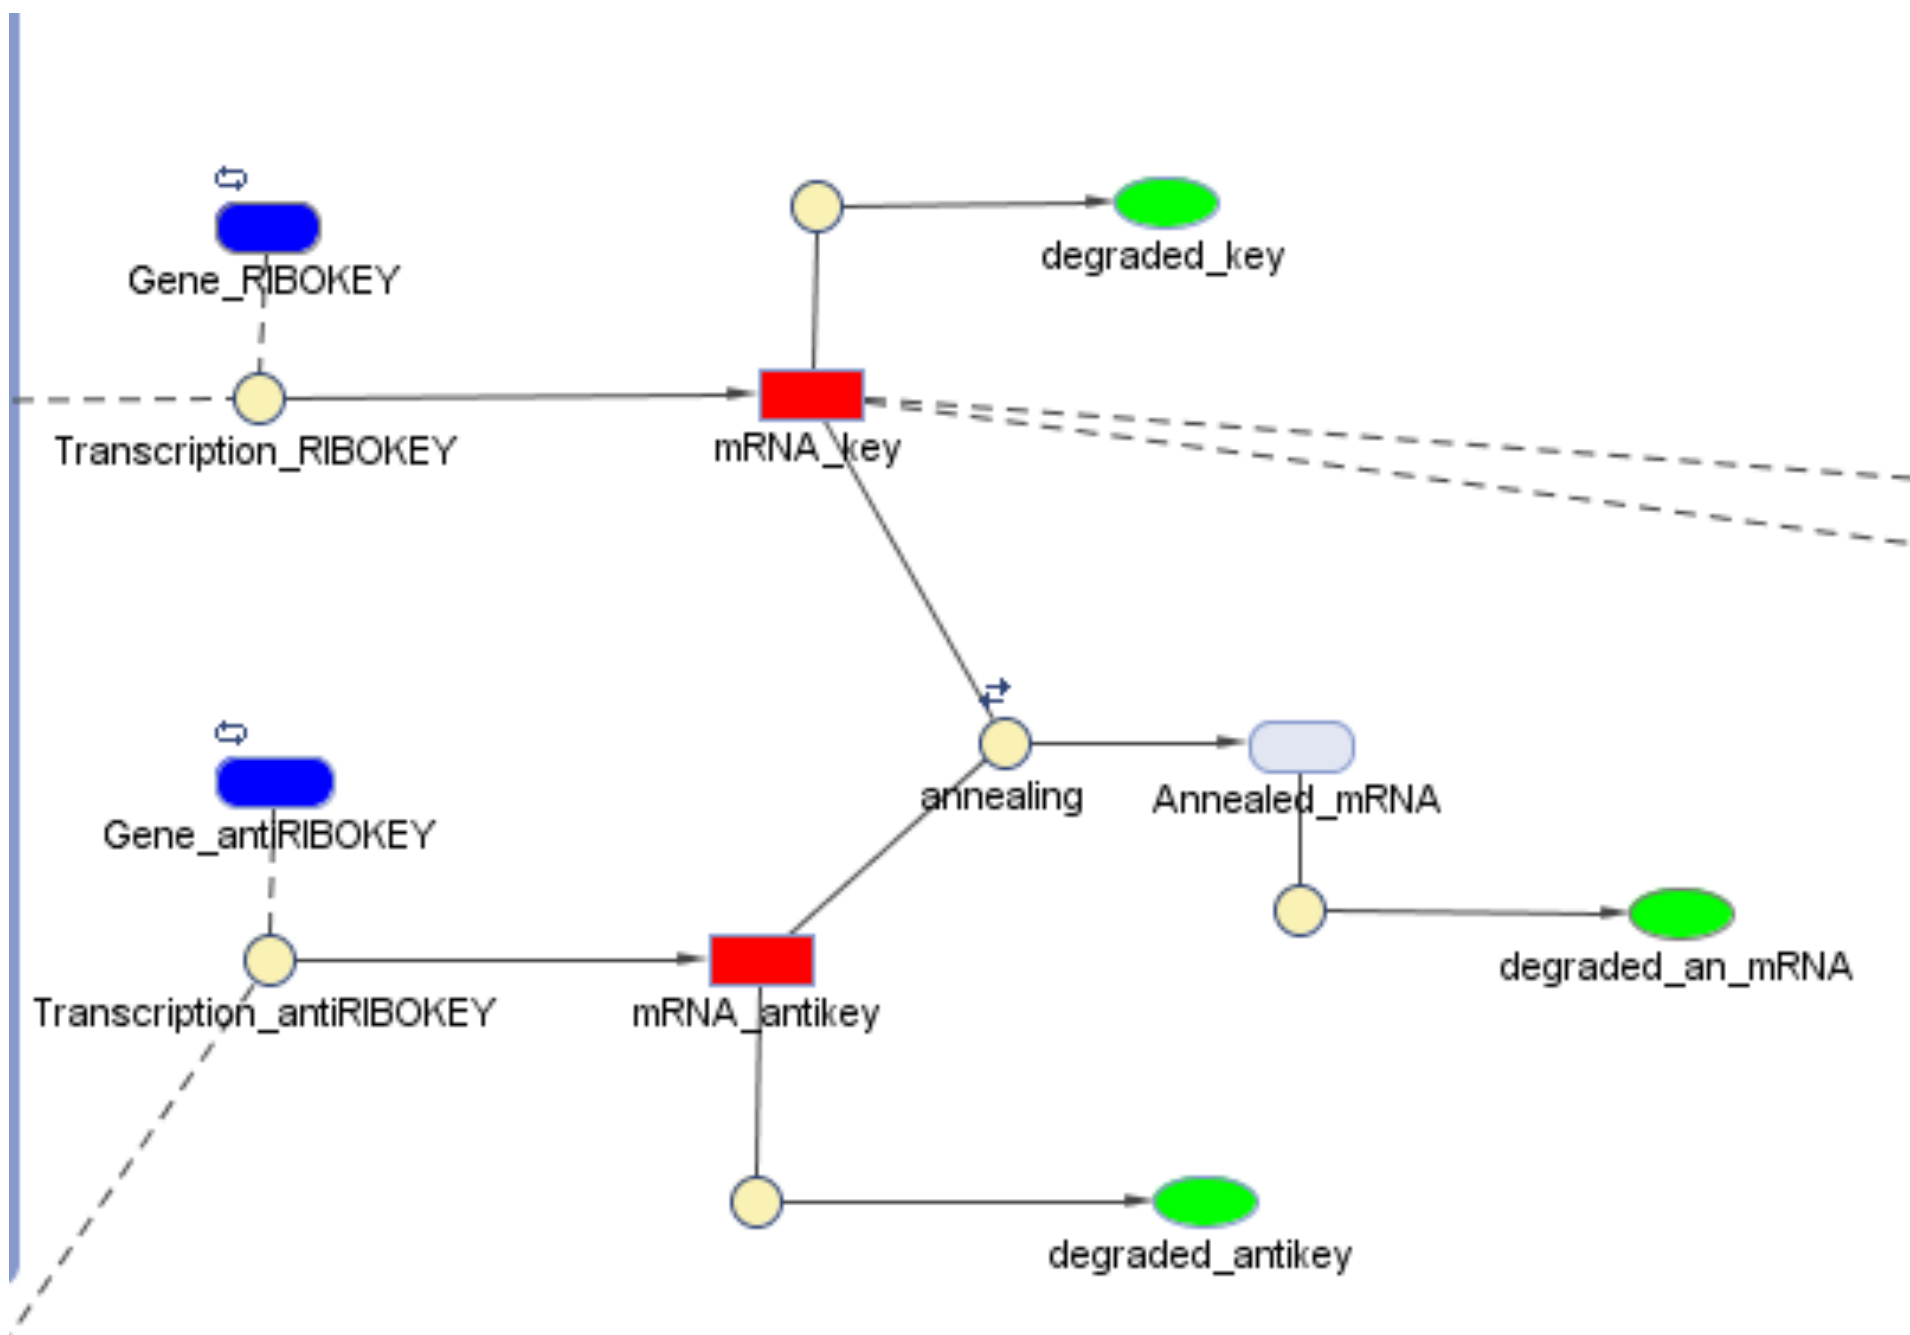 degraded_key
Gene_RIBOKEY
Transcription_RIBOKEY
mRNA_key
annealing
Annealed_mRNA
Gene_antiRIBOKEY
degraded_an_mRNA
Transcription_antiRIBOKEY
mRNA_antikey
degraded_antikey